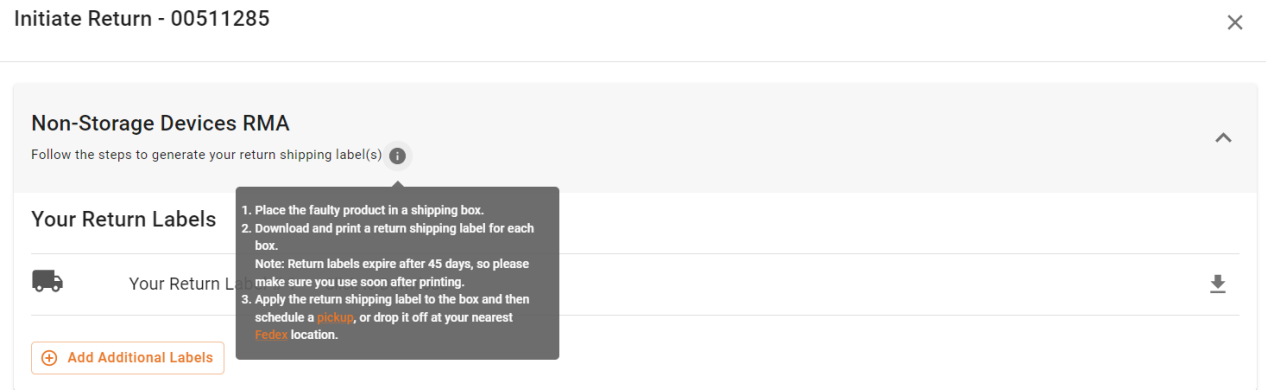 Initiate Return - 00511285
Non-Storage Devices RMA
Follow the steps to generate your return shipping label(s)
1. Place the faulty product in a shipping box.
2. Download and print a return shipping label for each
box.
Note: Return labels expire after 45 days, so please
make sure you use soon after printing.
3. Apply the return shipping label to the box and then
schedule a pickup, or drop it off at your nearest
Fedex location.
Your Return Labels
Your Return
Add Additional Labels